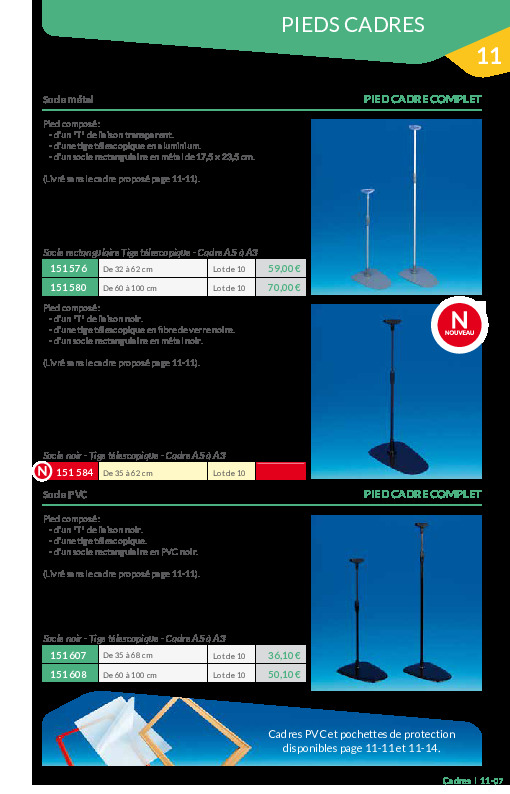 PIEDS CADRES
11
Socle métal
PIED CADRE COMPLET
Pied composé :
- d'un "T" de liaison transparent.
- d'une tige télescopique en aluminium.
- d'un socle rectangulaire en métal de 17,5 x 23,5 cm.
(Livré sans le cadre proposé page 11-11).
Socle rectangulaire Tige télescopique - Cadre A5 à A3
151 576 De 32 à 62 cm Lot de 10 59,00 €
151 580 De 60 à 100 cm Lot de 10 70,00 €
Pied composé :
- d'un "T" de liaison noir.
- d'une tige télescopique en fibre de verre noire.
- d'un socle rectangulaire en métal noir.
(Livré sans le cadre proposé page 11-11).
N
NOUVEAU
Socle noir - Tige télescopique - Cadre A5 à A3
N 151 584 De 35 à 62 cm Lot de 10
Socle PVC
PIED CADRE COMPLET
Pied composé :
- d'un "T" de liaison noir.
- d'une tige télescopique.
- d'un socle rectangulaire en PVC noir.
(Livré sans le cadre proposé page 11-11).
Socle noir - Tige télescopique - Cadre A5 à A3
151 607 De 35 à 68 cm Lot de 10 36,10 €
151 608 De 60 à 100 cm Lot de 10 50,10 €
Cadres PVC et pochettes de protection
disponibles page 11-11 et 11-14.
Cadres | 11-07